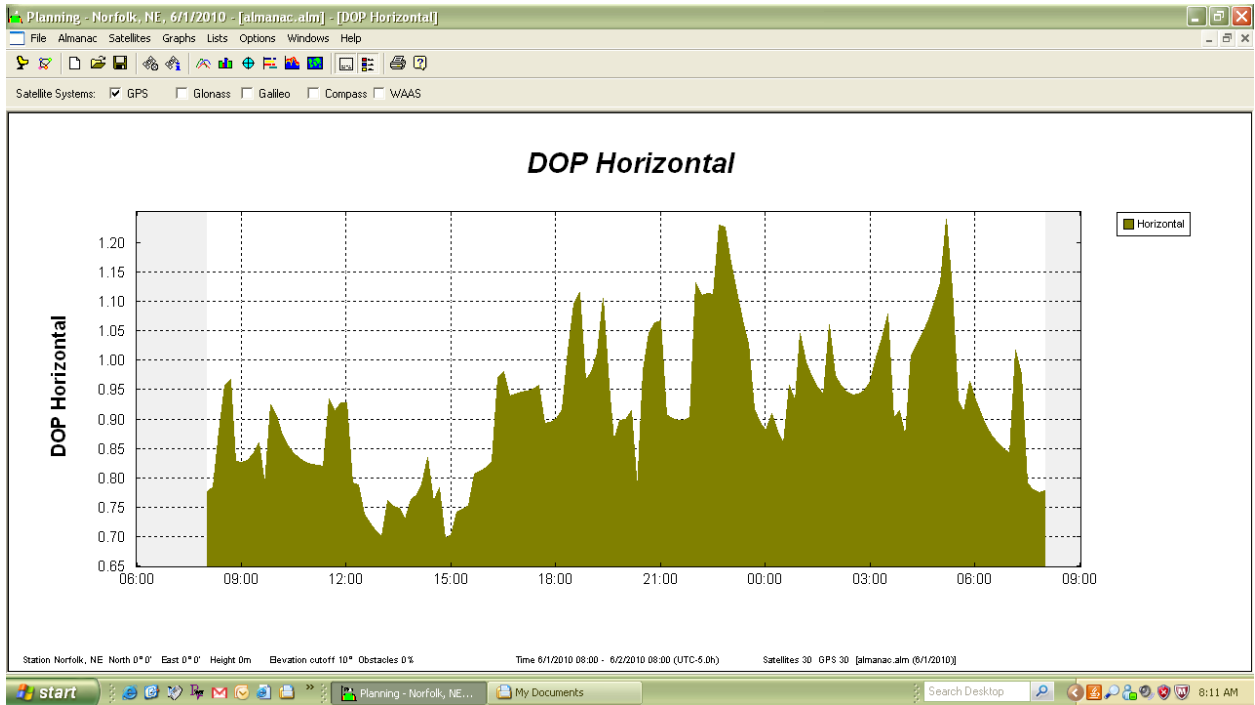 Planning - Norfolk, NE, 6/1/2010 - [almanac.alm] - [DOP Horizontal]
File Almanac Satellites Graphs Lists Options Windows Help
Satellite Systems: GPS Glonass Galileo Compass WAAS
DOP Horizontal
Horizontal
DOP Horizontal
1.20
1.15
1.10
1.05
1.00
0.95
0.90
0.85
0.80
0.75
0.70
0.65
06:00 09:00 12:00 15:00 18:00 21:00 00:00 03:00 06:00 09:00
Station Norfolk, NE North 0° 0' East 0° 0' Height 0m Elevation cutoff 10° Obstacles 0% Time 6/1/2010 08:00 - 6/2/2010 08:00 (UTC-5.0h) Satellites 30 GPS 30 [almanac.alm (6/1/2010)]
start Planning - Norfolk, NE... My Documents Search Desktop 8:11 AM